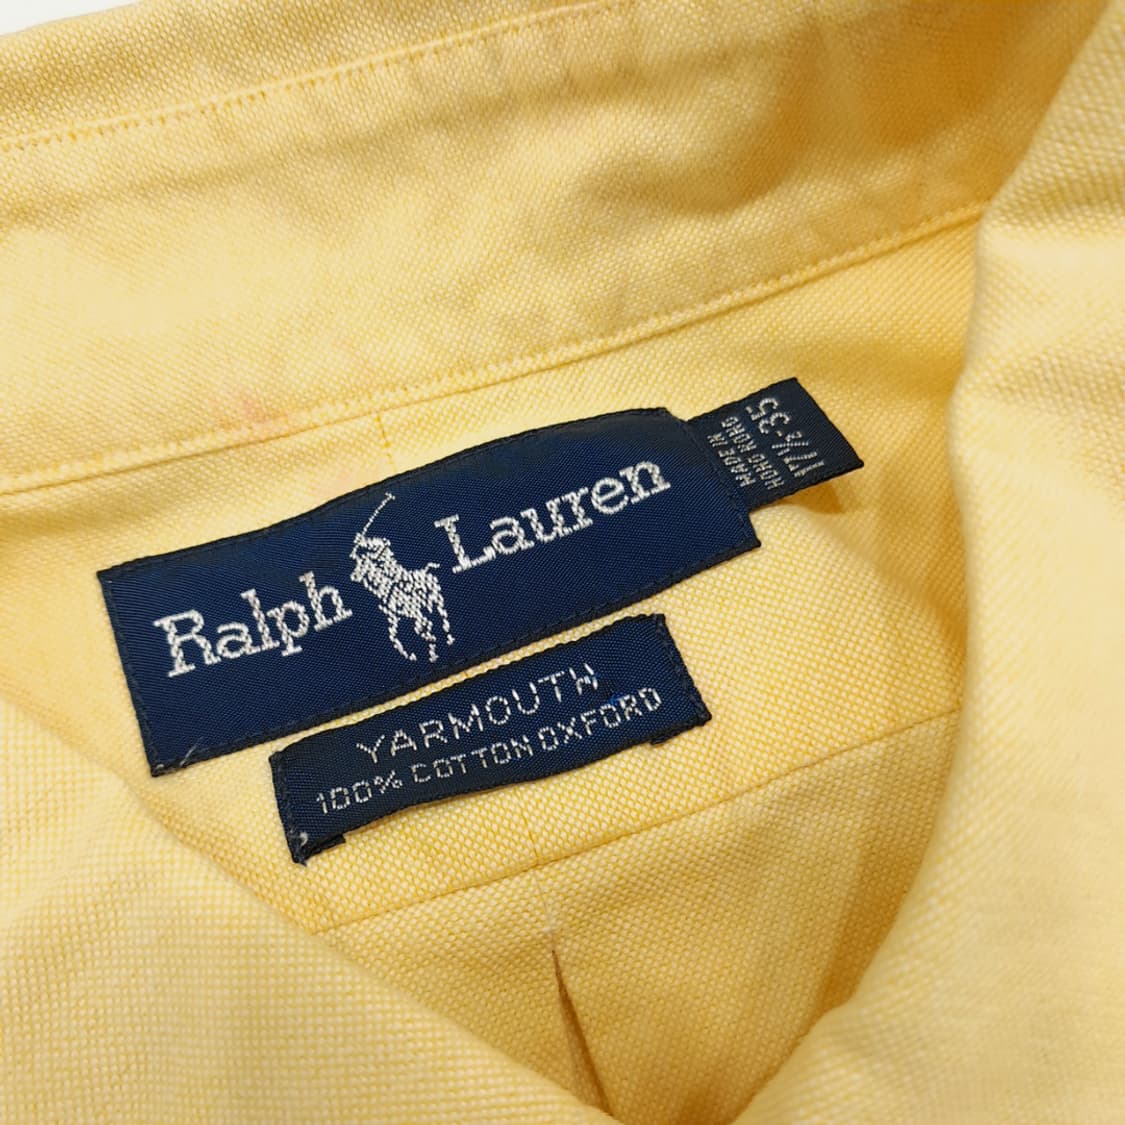 Ralph Lauren
MADE IN
HONG KONG
17½-35
YARMOUTH
100% COTTON OXFORD